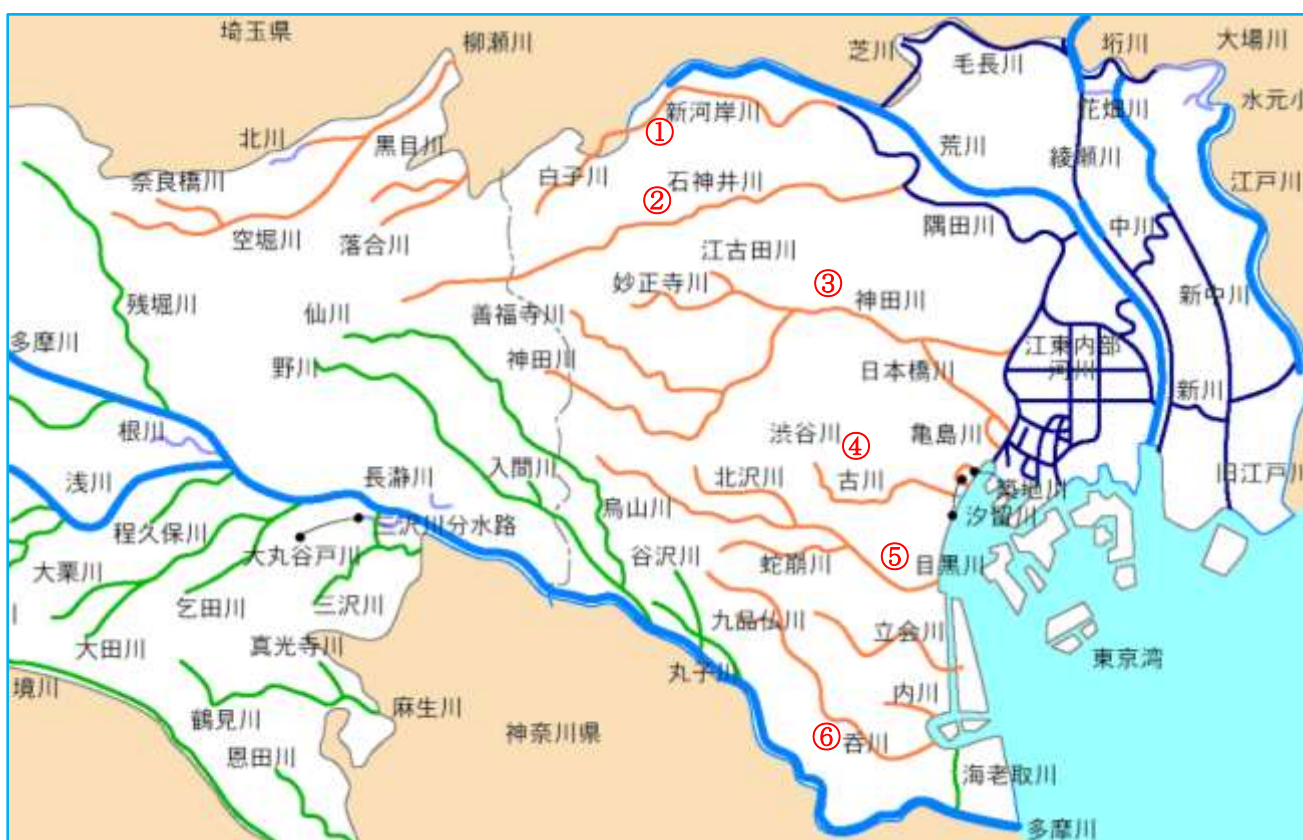 埼玉県
柳瀬川
芝川
毛長川
垳川
大場川
水元小
花畑川
新河岸川
①
北川
黒目川
荒川
綾瀬川
白子川
石神井川
奈良橋川
②
江戸川
空堀川
落合川
隅田川
中川
江古田川
妙正寺川
③
神田川
残堀川
仙川
善福寺川
新中川
多摩川
野川
神田川
日本橋川
江東内部
河川
新川
根川
渋谷川
④
亀島川
浅川
長瀞川
入間川
北沢川
古川
築地川
旧江戸川
烏山川
汐留川
程久保川
三沢川分水路
大丸谷戸川
谷沢川
蛇崩川
⑤
目黒川
大栗川
乞田川
三沢川
川
九品仏川
立会川
大田川
真光寺川
東京湾
丸子川
境川
内川
麻生川
鶴見川
神奈川県
⑥
呑川
恩田川
海老取川
多摩川